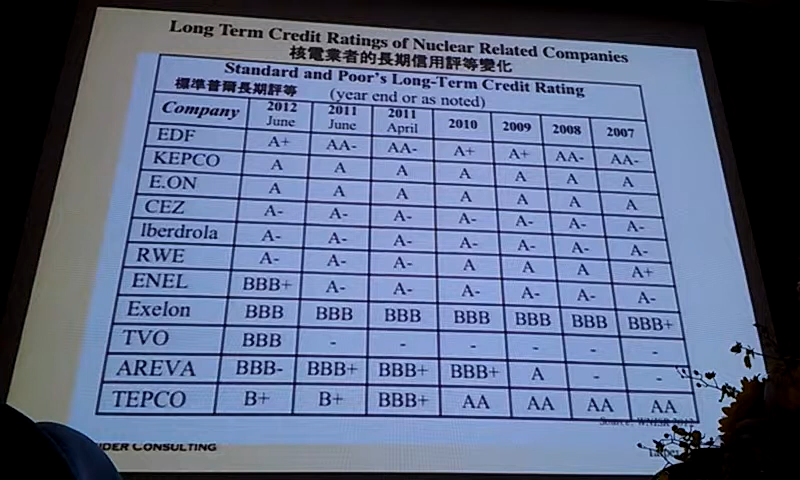 Long Term Credit Ratings of Nuclear Related Companies
核電業者的長期信用評等變化
Standard and Poor's Long-Term Credit Rating
標準普爾長期評等 (year end or as noted)
Company 2012 June 2011 June 2011 April 2010 2009 2008 2007
EDF A+ AA- AA- A+ A+ AA- AA-
KEPCO A A A A A A A
E.ON A A A A A A A
CEZ A- A- A- A- A- A- A-
Iberdrola A- A- A- A- A- A- A-
RWE A- A- A- A A A A+
ENEL BBB+ A- A- A- A- A- A-
Exelon BBB BBB BBB BBB BBB BBB BBB+
TVO BBB - - - - - -
AREVA BBB- BBB+ BBB+ BBB+ A - -
TEPCO B+ B+ BBB+ AA AA AA AA
Source: WNISR 2012
IDER CONSULTING